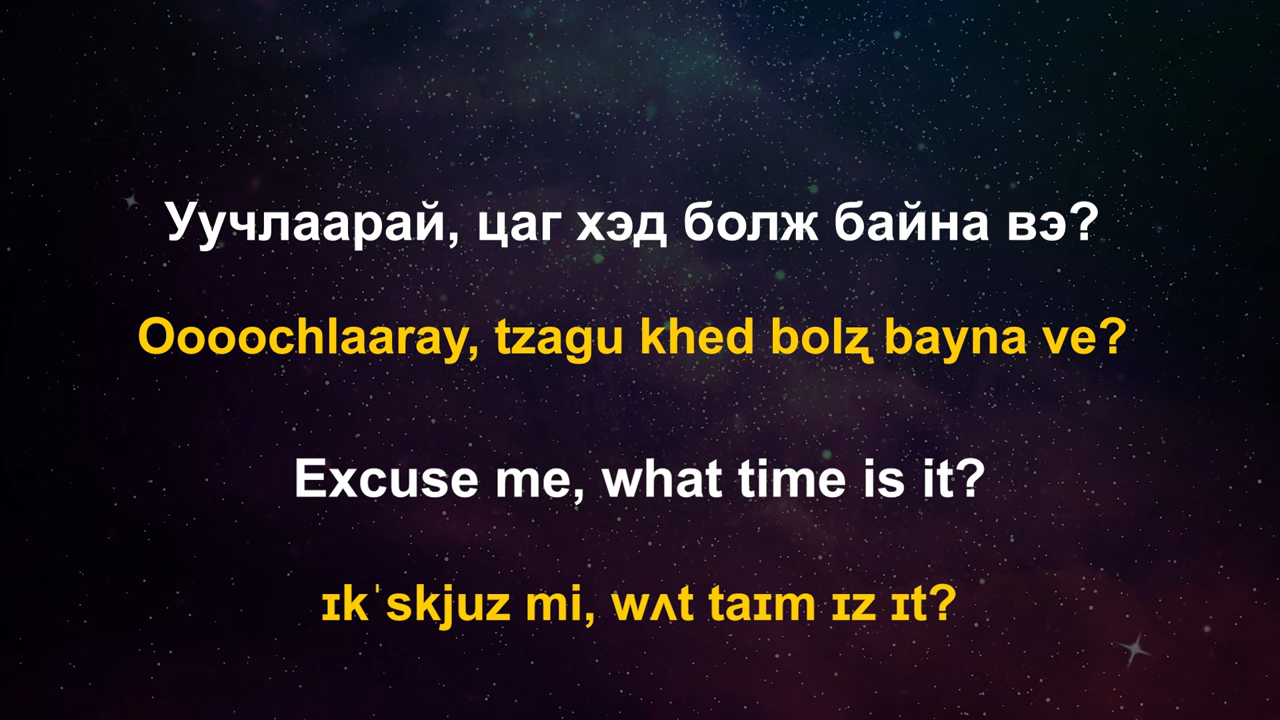 Уучлаарай, цаг хэд болж байна вэ?
Oooochlaaray, tzagu khed bolʐ bayna ve?
Excuse me, what time is it?
ɪkˈskjuz mi, wʌt taɪm ɪz ɪt?